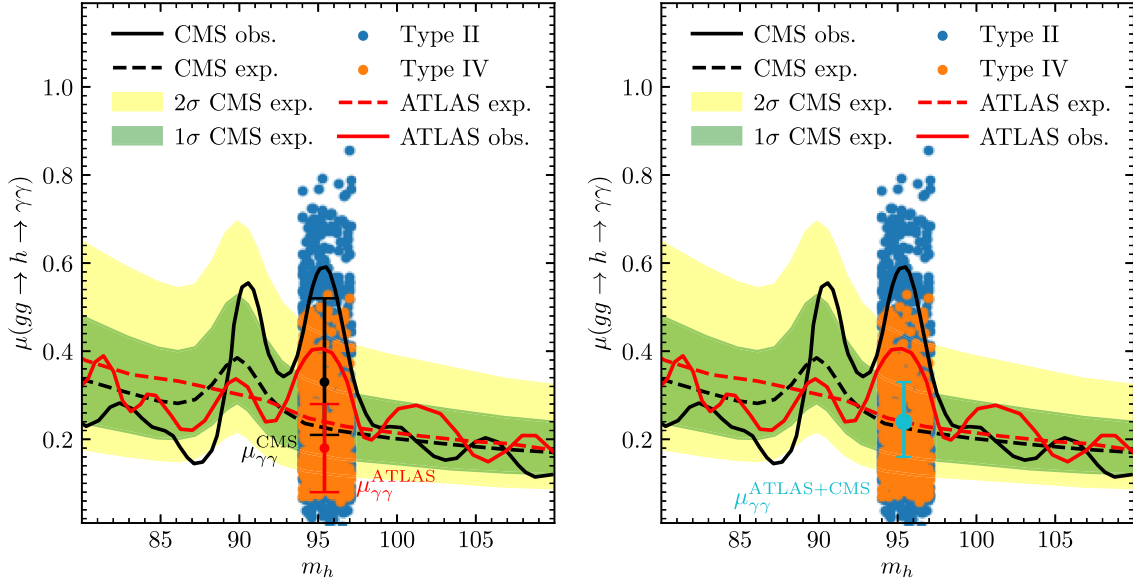 CMS obs.
CMS exp.
2σ CMS exp.
1σ CMS exp.
Type II
Type IV
ATLAS exp.
ATLAS obs.
μ(gg → h → γγ)
1.0
0.8
0.6
0.4
0.2
μγγ^CMS
μγγ^ATLAS
85 90 95 100 105
m_h
CMS obs.
CMS exp.
2σ CMS exp.
1σ CMS exp.
Type II
Type IV
ATLAS exp.
ATLAS obs.
μ(gg → h → γγ)
1.0
0.8
0.6
0.4
0.2
μγγ^ATLAS+CMS
85 90 95 100 105
m_h